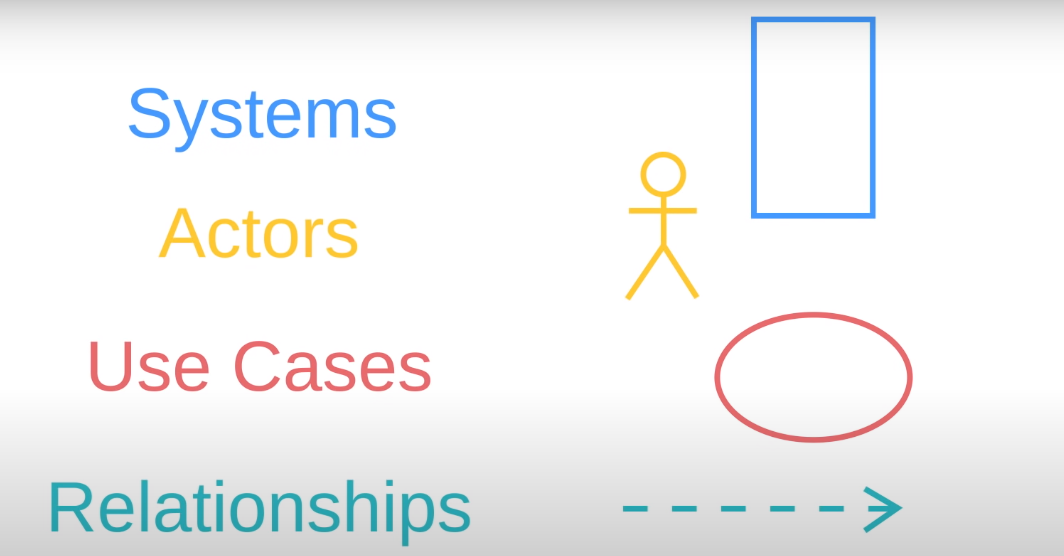 Systems
Actors
Use Cases
Relationships